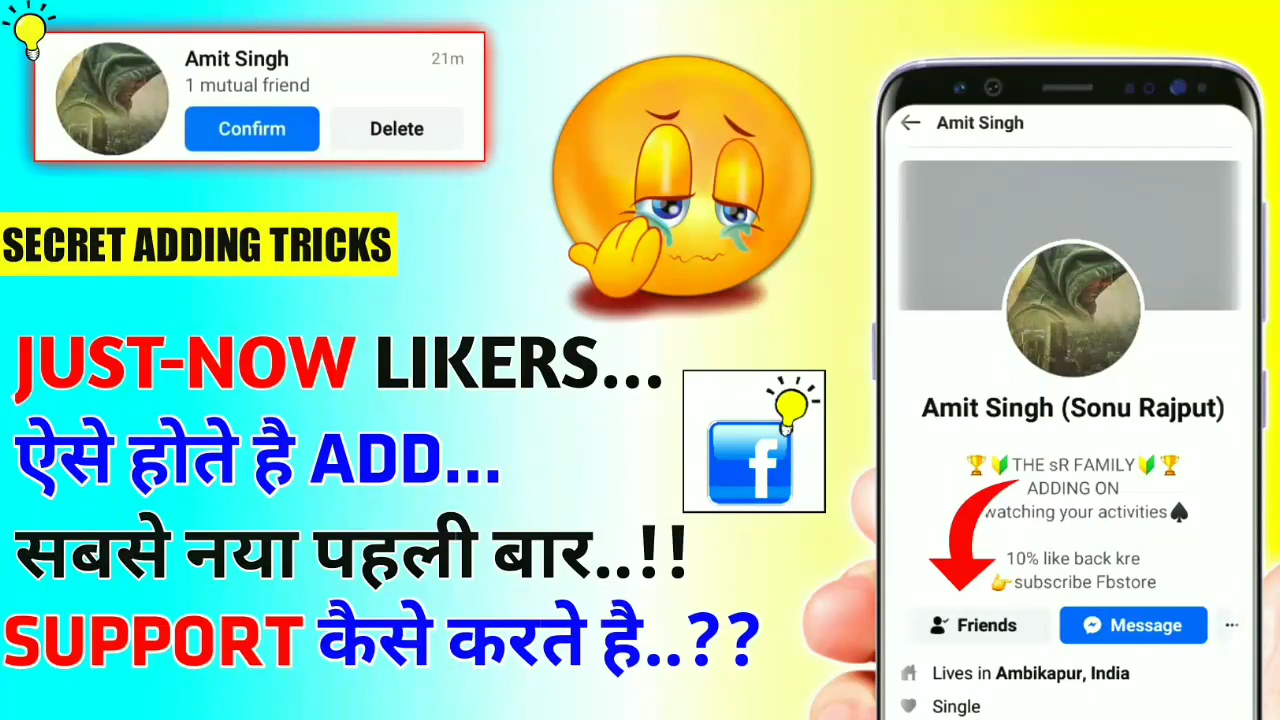 Amit Singh
21m
1 mutual friend
Confirm
Delete
SECRET ADDING TRICKS
JUST-NOW LIKERS...
ऐसे होते है ADD...
सबसे नया पहली बार..!!
SUPPORT कैसे करते है..??
f
Amit Singh
Amit Singh (Sonu Rajput)
🏆🔰THE sR FAMILY🔰🏆
ADDING ON
watching your activities♠
10% like back kre
👉subscribe Fbstore
Friends
Message
Lives in Ambikapur, India
Single